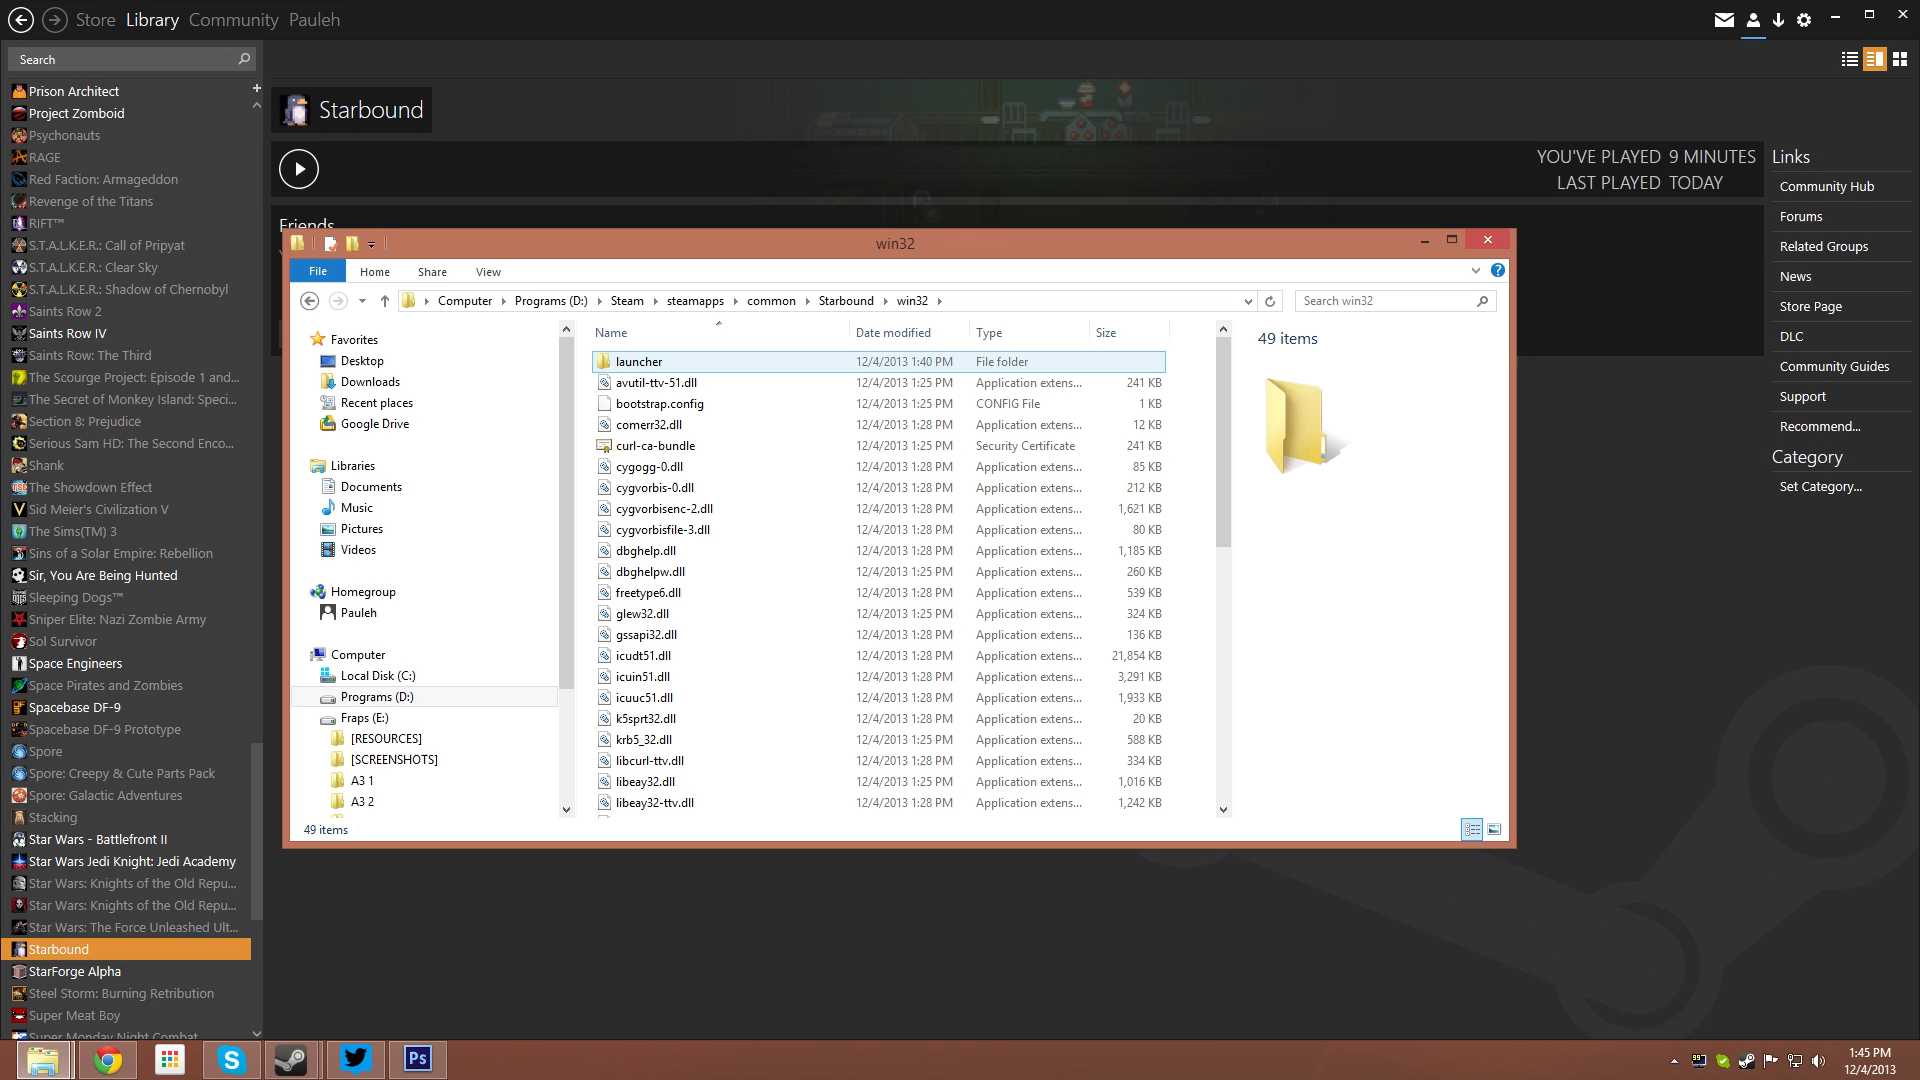 Store Library Community Pauleh
Search
Prison Architect
Project Zomboid
Psychonauts
RAGE
Red Faction: Armageddon
Revenge of the Titans
RIFT™
S.T.A.L.K.E.R.: Call of Pripyat
S.T.A.L.K.E.R.: Clear Sky
S.T.A.L.K.E.R.: Shadow of Chernobyl
Saints Row 2
Saints Row IV
Saints Row: The Third
The Scourge Project: Episode 1 and...
The Secret of Monkey Island: Speci...
Section 8: Prejudice
Serious Sam HD: The Second Enco...
Shank
The Showdown Effect
Sid Meier's Civilization V
The Sims(TM) 3
Sins of a Solar Empire: Rebellion
Sir, You Are Being Hunted
Sleeping Dogs™
Sniper Elite: Nazi Zombie Army
Sol Survivor
Space Engineers
Space Pirates and Zombies
Spacebase DF-9
Spacebase DF-9 Prototype
Spore
Spore: Creepy & Cute Parts Pack
Spore: Galactic Adventures
Stacking
Star Wars - Battlefront II
Star Wars Jedi Knight: Jedi Academy
Star Wars: Knights of the Old Repu...
Star Wars: Knights of the Old Repu...
Star Wars: The Force Unleashed Ult...
Starbound
StarForge Alpha
Steel Storm: Burning Retribution
Super Meat Boy
Super Monday Night Combat
Starbound
YOU'VE PLAYED 9 MINUTES
LAST PLAYED TODAY
Friends
Links
Community Hub
Forums
Related Groups
News
Store Page
DLC
Community Guides
Support
Recommend...
Category
Set Category...
win32
File Home Share View
Computer Programs (D:) Steam steamapps common Starbound win32
Search win32
Favorites
Desktop
Downloads
Recent places
Google Drive
Libraries
Documents
Music
Pictures
Videos
Homegroup
Pauleh
Computer
Local Disk (C:)
Programs (D:)
Fraps (E:)
[RESOURCES]
[SCREENSHOTS]
A3 1
A3 2
Name Date modified Type Size
launcher 12/4/2013 1:40 PM File folder
avutil-ttv-51.dll 12/4/2013 1:25 PM Application extens... 241 KB
bootstrap.config 12/4/2013 1:25 PM CONFIG File 1 KB
comerr32.dll 12/4/2013 1:28 PM Application extens... 12 KB
curl-ca-bundle 12/4/2013 1:25 PM Security Certificate 241 KB
cygogg-0.dll 12/4/2013 1:28 PM Application extens... 85 KB
cygvorbis-0.dll 12/4/2013 1:28 PM Application extens... 212 KB
cygvorbisenc-2.dll 12/4/2013 1:28 PM Application extens... 1,621 KB
cygvorbisfile-3.dll 12/4/2013 1:28 PM Application extens... 80 KB
dbghelp.dll 12/4/2013 1:28 PM Application extens... 1,185 KB
dbghelpw.dll 12/4/2013 1:25 PM Application extens... 260 KB
freetype6.dll 12/4/2013 1:28 PM Application extens... 539 KB
glew32.dll 12/4/2013 1:25 PM Application extens... 324 KB
gssapi32.dll 12/4/2013 1:28 PM Application extens... 136 KB
icudt51.dll 12/4/2013 1:28 PM Application extens... 21,854 KB
icuin51.dll 12/4/2013 1:28 PM Application extens... 3,291 KB
icuuc51.dll 12/4/2013 1:28 PM Application extens... 1,933 KB
k5sprt32.dll 12/4/2013 1:28 PM Application extens... 20 KB
krb5_32.dll 12/4/2013 1:25 PM Application extens... 588 KB
libcurl-ttv.dll 12/4/2013 1:28 PM Application extens... 334 KB
libeay32.dll 12/4/2013 1:25 PM Application extens... 1,016 KB
libeay32-ttv.dll 12/4/2013 1:28 PM Application extens... 1,242 KB
49 items
49 items
Ps
99
1:45 PM
12/4/2013